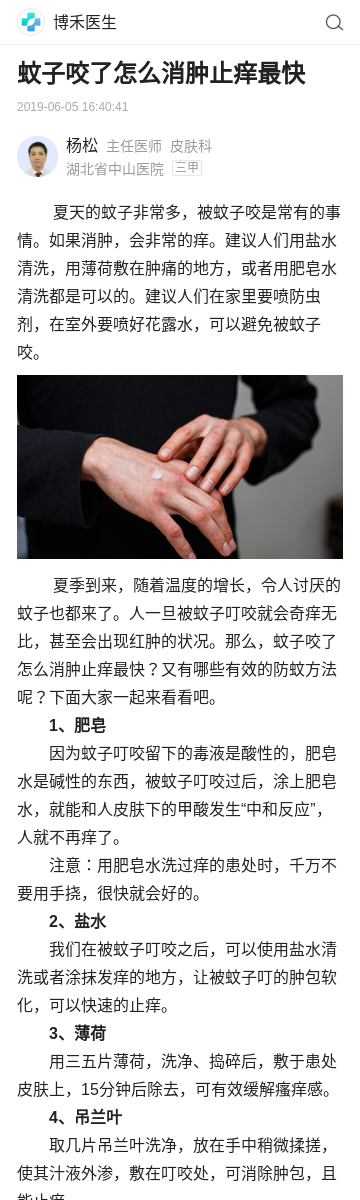 博禾医生
蚊子咬了怎么消肿止痒最快
2019-06-05 16:40:41
杨松 主任医师 皮肤科
湖北省中山医院 三甲
夏天的蚊子非常多，被蚊子咬是常有的事
情。如果消肿，会非常的痒。建议人们用盐水
清洗，用薄荷敷在肿痛的地方，或者用肥皂水
清洗都是可以的。建议人们在家里要喷防虫
剂，在室外要喷好花露水，可以避免被蚊子
咬。
夏季到来，随着温度的增长，令人讨厌的
蚊子也都来了。人一旦被蚊子叮咬就会奇痒无
比，甚至会出现红肿的状况。那么，蚊子咬了
怎么消肿止痒最快？又有哪些有效的防蚊方法
呢？下面大家一起来看看吧。
1、肥皂
因为蚊子叮咬留下的毒液是酸性的，肥皂
水是碱性的东西，被蚊子叮咬过后，涂上肥皂
水，就能和人皮肤下的甲酸发生“中和反应”，
人就不再痒了。
注意：用肥皂水洗过痒的患处时，千万不
要用手挠，很快就会好的。
2、盐水
我们在被蚊子叮咬之后，可以使用盐水清
洗或者涂抹发痒的地方，让被蚊子叮的肿包软
化，可以快速的止痒。
3、薄荷
用三五片薄荷，洗净、捣碎后，敷于患处
皮肤上，15分钟后除去，可有效缓解瘙痒感。
4、吊兰叶
取几片吊兰叶洗净，放在手中稍微揉搓，
使其汁液外渗，敷在叮咬处，可消除肿包，且
能止痒